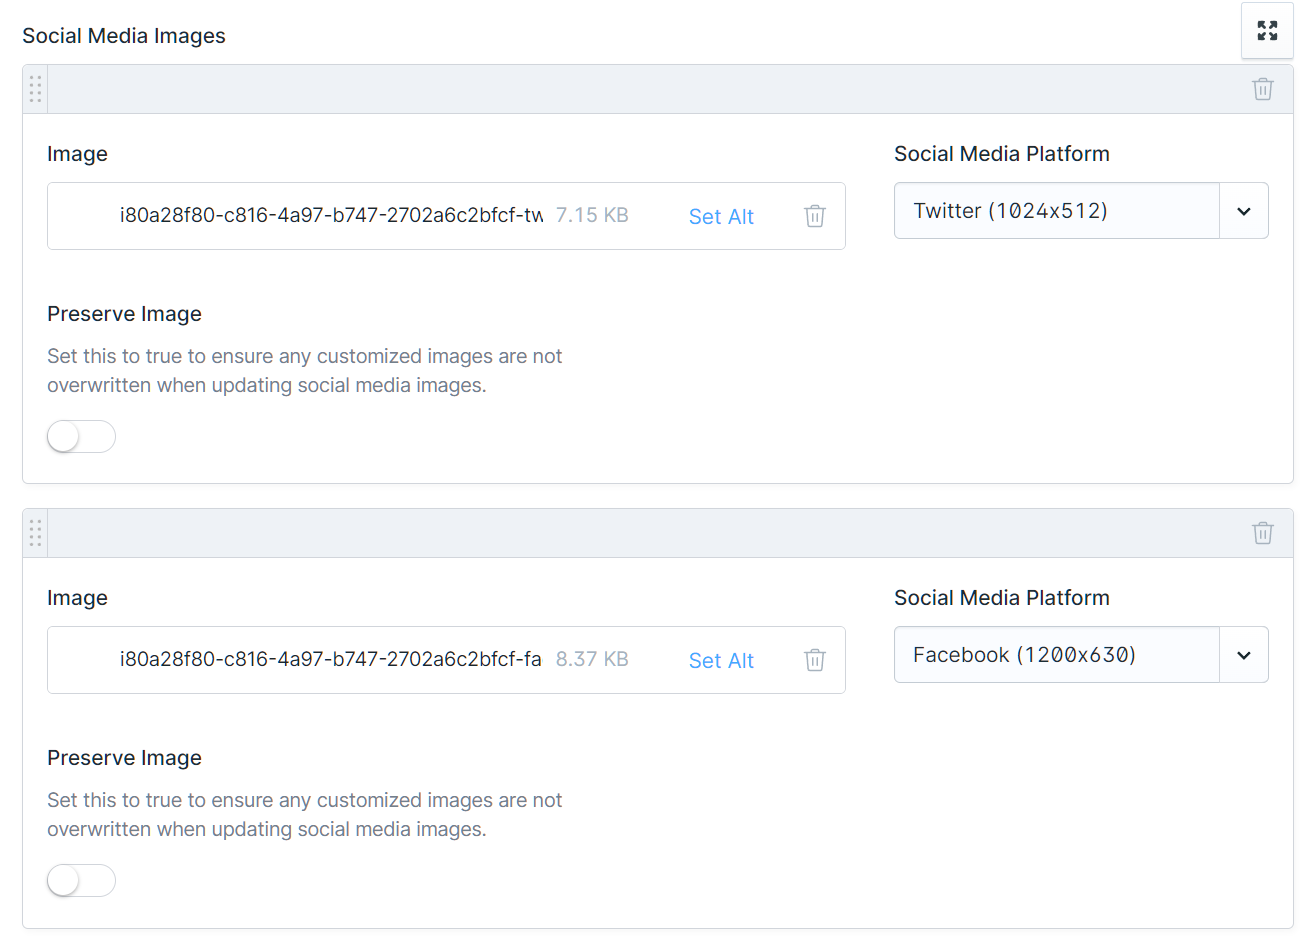 Social Media Images
Image
Social Media Platform
i80a28f80-c816-4a97-b747-2702a6c2bfcf-tw 7.15 KB Set Alt
Twitter (1024x512)
Preserve Image
Set this to true to ensure any customized images are not
overwritten when updating social media images.
Image
Social Media Platform
i80a28f80-c816-4a97-b747-2702a6c2bfcf-fa 8.37 KB Set Alt
Facebook (1200x630)
Preserve Image
Set this to true to ensure any customized images are not
overwritten when updating social media images.